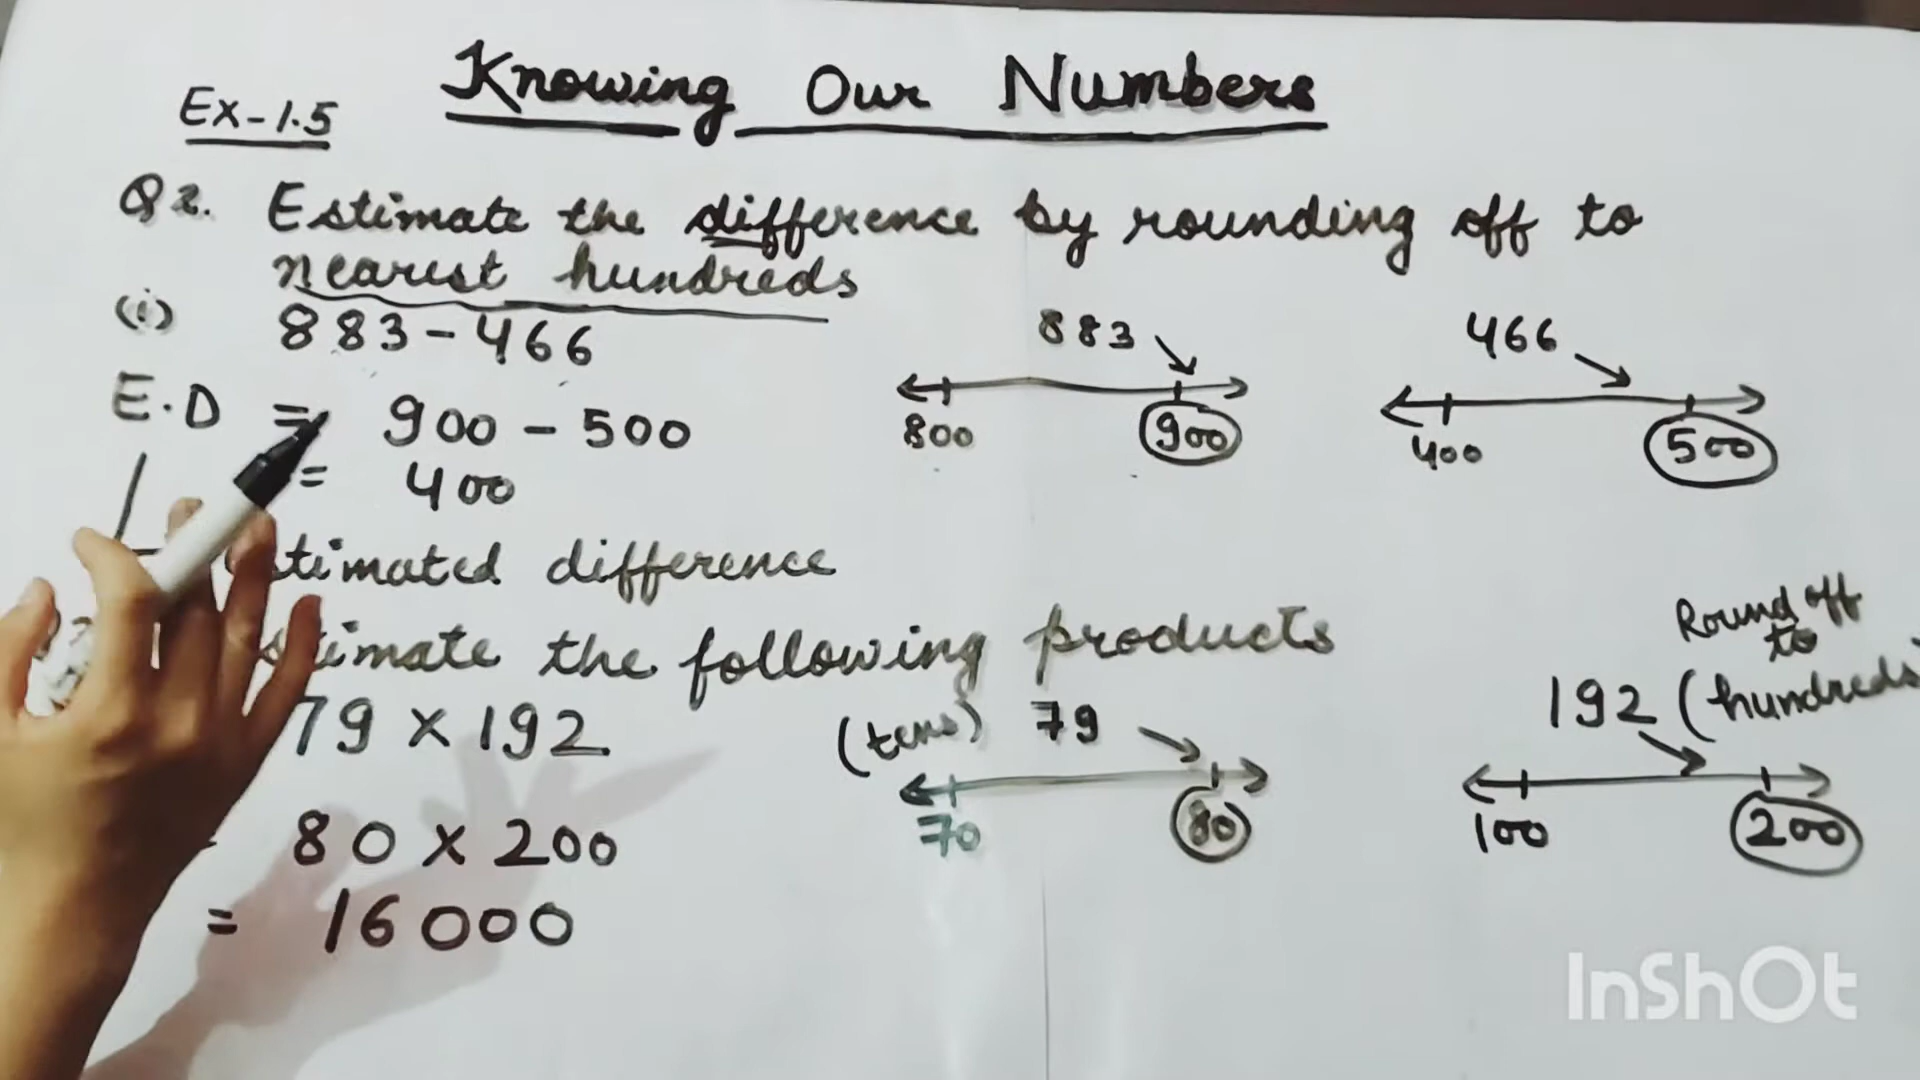 Knowing Our Numbers
Ex-1.5
Q2. Estimate the difference by rounding off to
nearest hundreds
(i) 883-466
E.D = 900 - 500
= 400
883
800 900
466
400 500
difference
the following products
79 × 192
80 × 200
= 16000
(tens) 79
70 80
Round off
to
192 (hundreds
100 200
InShOt